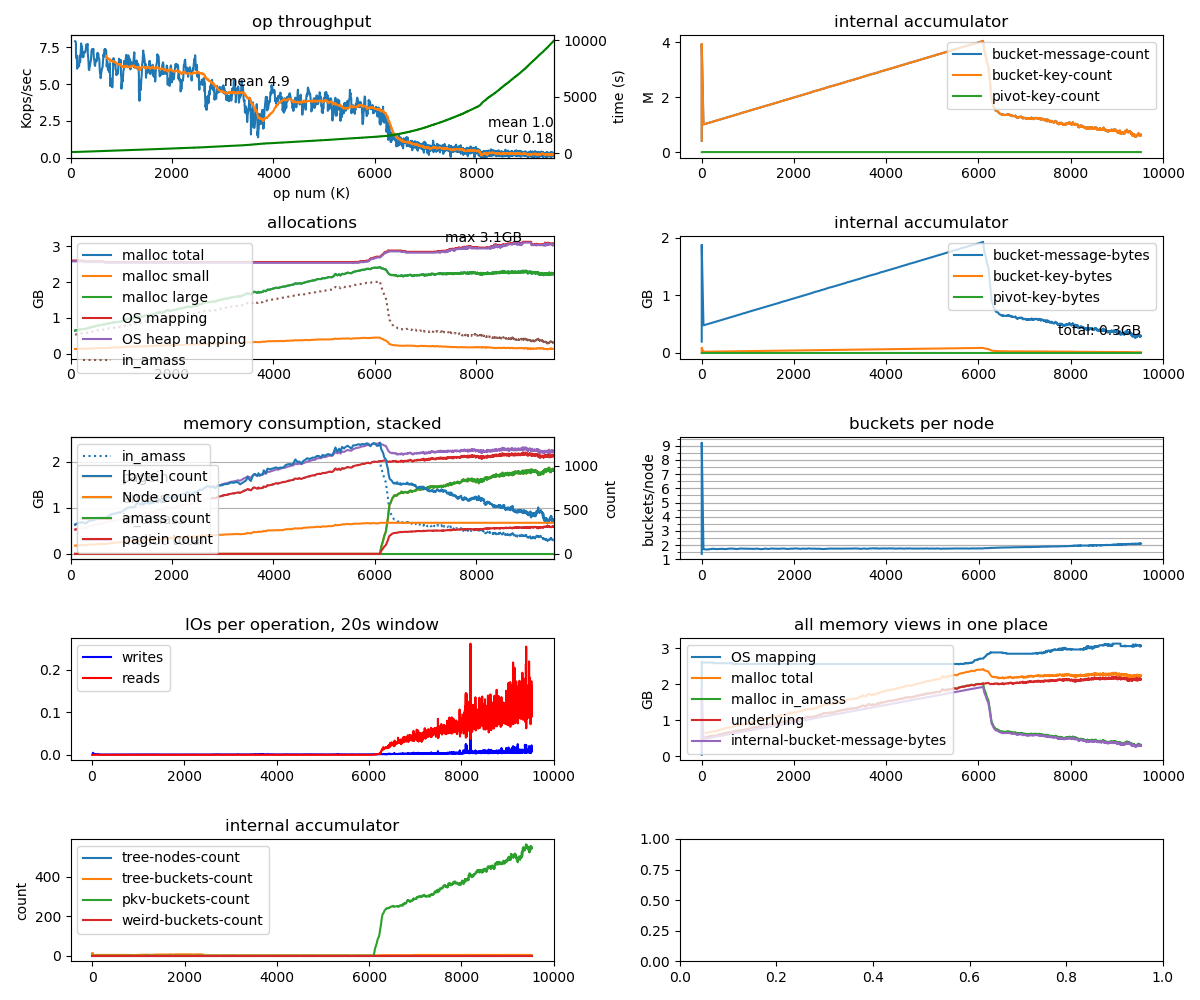 op throughput
7.5
5.0
2.5
0.0
Kops/sec
mean 4.9
mean 1.0
cur 0.18
10000
5000
0
time (s)
0 2000 4000 6000 8000
op num (K)
internal accumulator
4
2
0
M
bucket-message-count
bucket-key-count
pivot-key-count
0 2000 4000 6000 8000 10000
allocations
max 3.1GB
3
2
1
0
GB
malloc total
malloc small
malloc large
OS mapping
OS heap mapping
in_amass
0 2000 4000 6000 8000
internal accumulator
2
1
0
GB
bucket-message-bytes
bucket-key-bytes
pivot-key-bytes
total: 0.3GB
0 2000 4000 6000 8000 10000
memory consumption, stacked
2
1
0
GB
in_amass
[byte] count
Node count
amassa count
pagein count
1000
500
0
count
0 2000 4000 6000 8000
buckets per node
9
8
7
6
5
4
3
2
1
buckets/node
0 2000 4000 6000 8000 10000
IOs per operation, 20s window
0.2
0.1
0.0
writes
reads
0 2000 4000 6000 8000 10000
all memory views in one place
3
2
1
0
GB
OS mapping
malloc total
malloc in_amass
underlying
internal-bucket-message-bytes
0 2000 4000 6000 8000 10000
internal accumulator
400
200
0
count
tree-nodes-count
tree-buckets-count
pkv-buckets-count
weird-buckets-count
0 2000 4000 6000 8000 10000
1.00
0.75
0.50
0.25
0.00
0.0 0.2 0.4 0.6 0.8 1.0